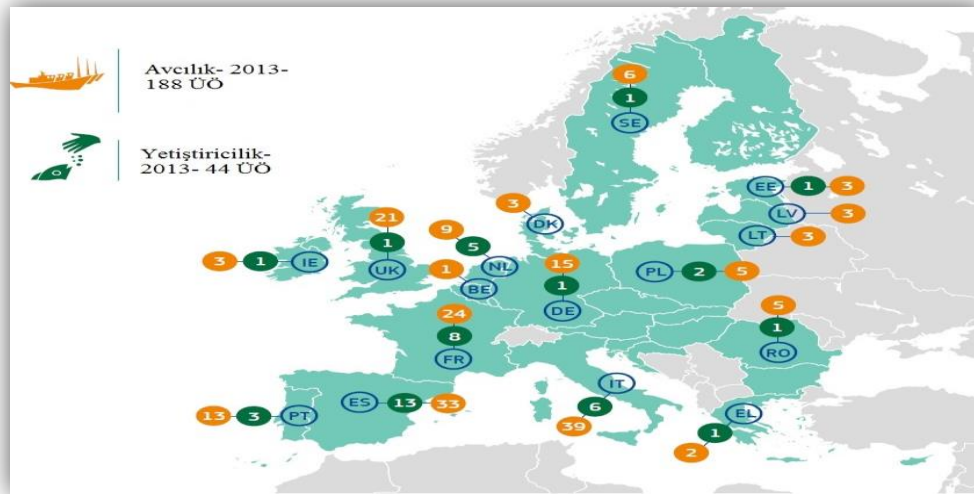 Avcılık- 2013-
188 ÜÖ
Yetiştiricilik-
2013- 44 ÜÖ
6
1
SE
EE 1 3
LV 3
LT 3
3
DK
21
1
UK
9
5
NL
3 1 IE
1
BE
15
1
DE
PL 2 5
24
8
FR
5
1
RO
IT
6
39
ES 13 33
13 3 PT
EL
1
2